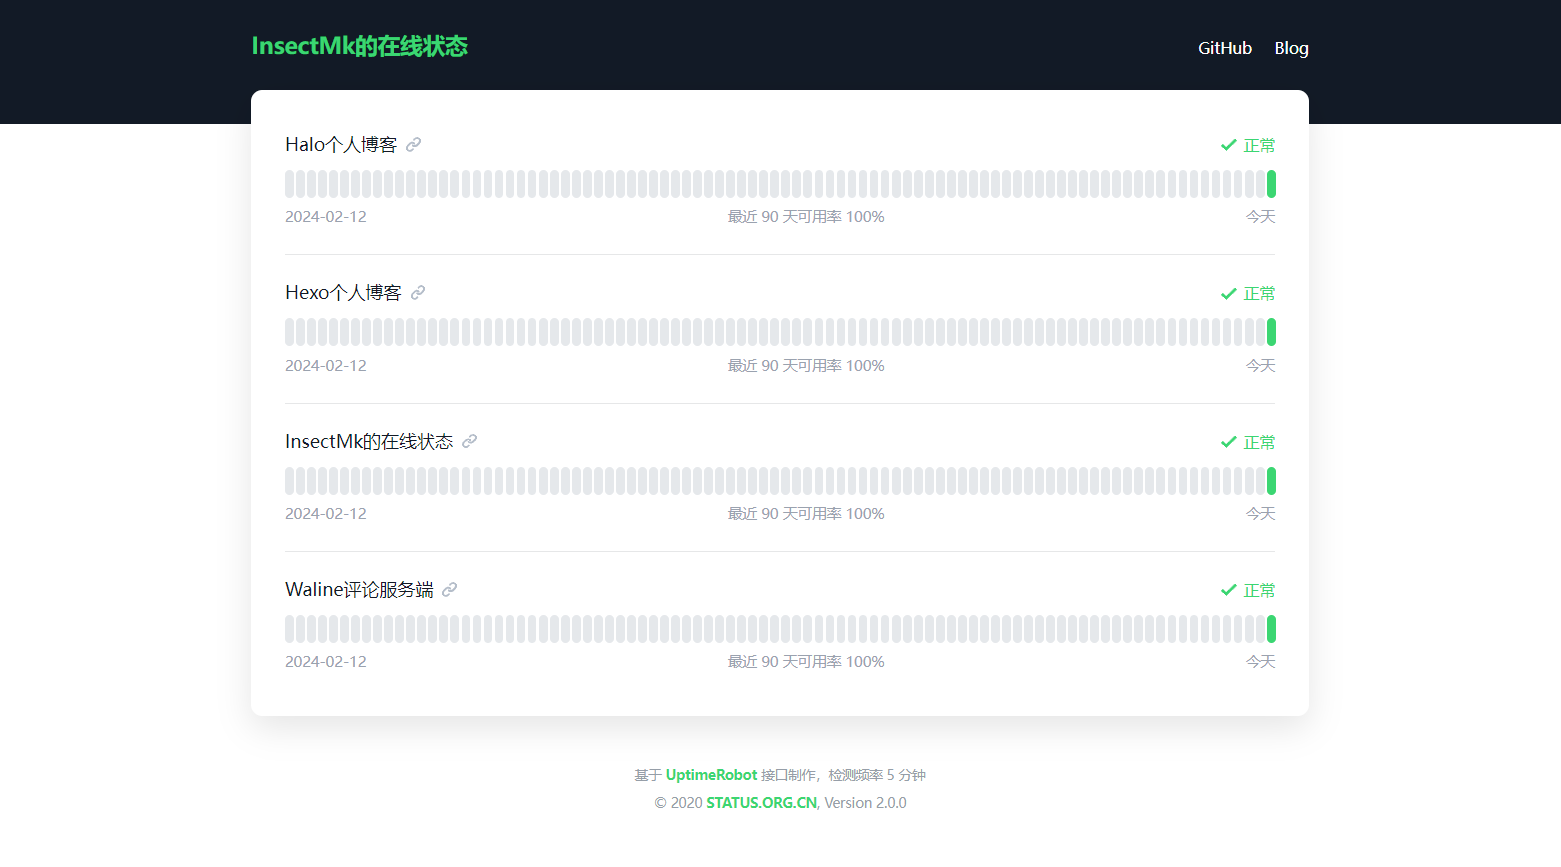 InsectMk的在线状态
GitHub Blog
Halo个人博客 正常
2024-02-12 最近 90 天可用率 100% 今天
Hexo个人博客 正常
2024-02-12 最近 90 天可用率 100% 今天
InsectMk的在线状态 正常
2024-02-12 最近 90 天可用率 100% 今天
Waline评论服务端 正常
2024-02-12 最近 90 天可用率 100% 今天
基于 UptimeRobot 接口制作，检测频率 5 分钟
© 2020 STATUS.ORG.CN, Version 2.0.0